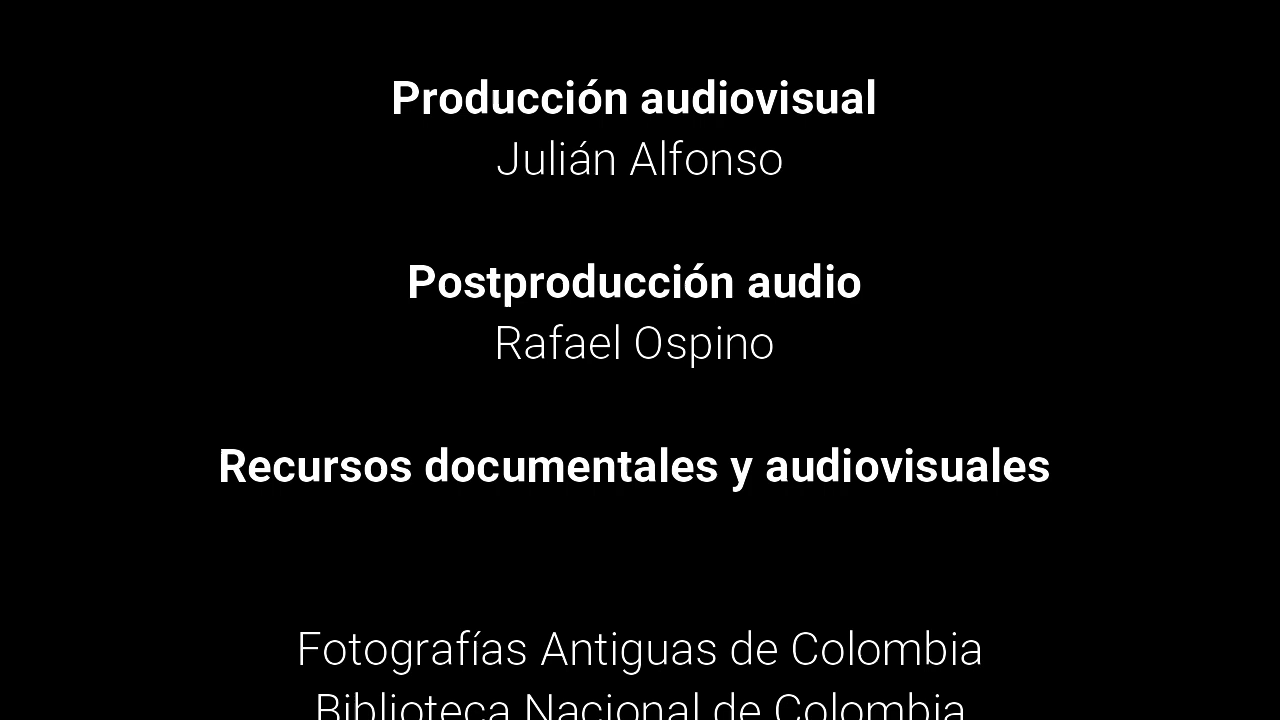 Producción audiovisual
Julián Alfonso
Postproducción audio
Rafael Ospino
Recursos documentales y audiovisuales
Fotografías Antiguas de Colombia
Biblioteca Nacional de Colombia